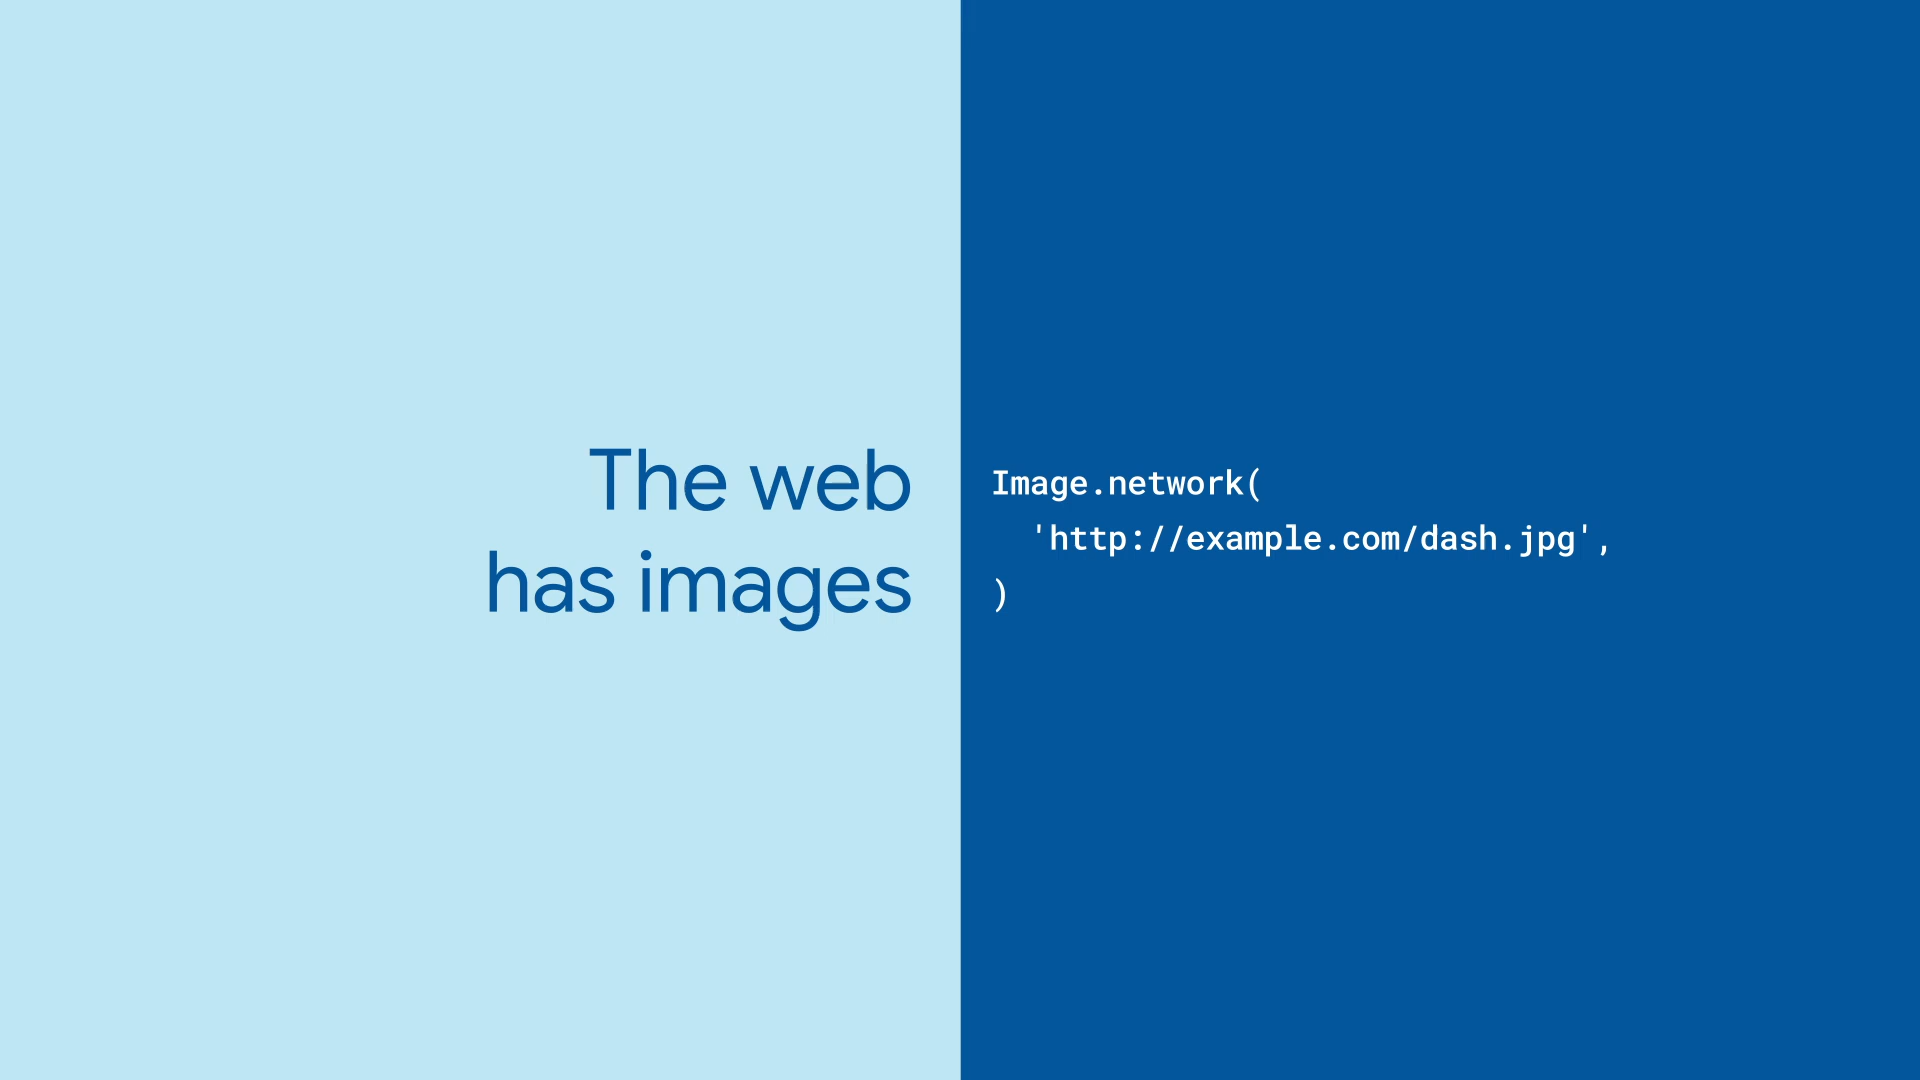 The web
has images
Image.network(
  'http://example.com/dash.jpg',
)